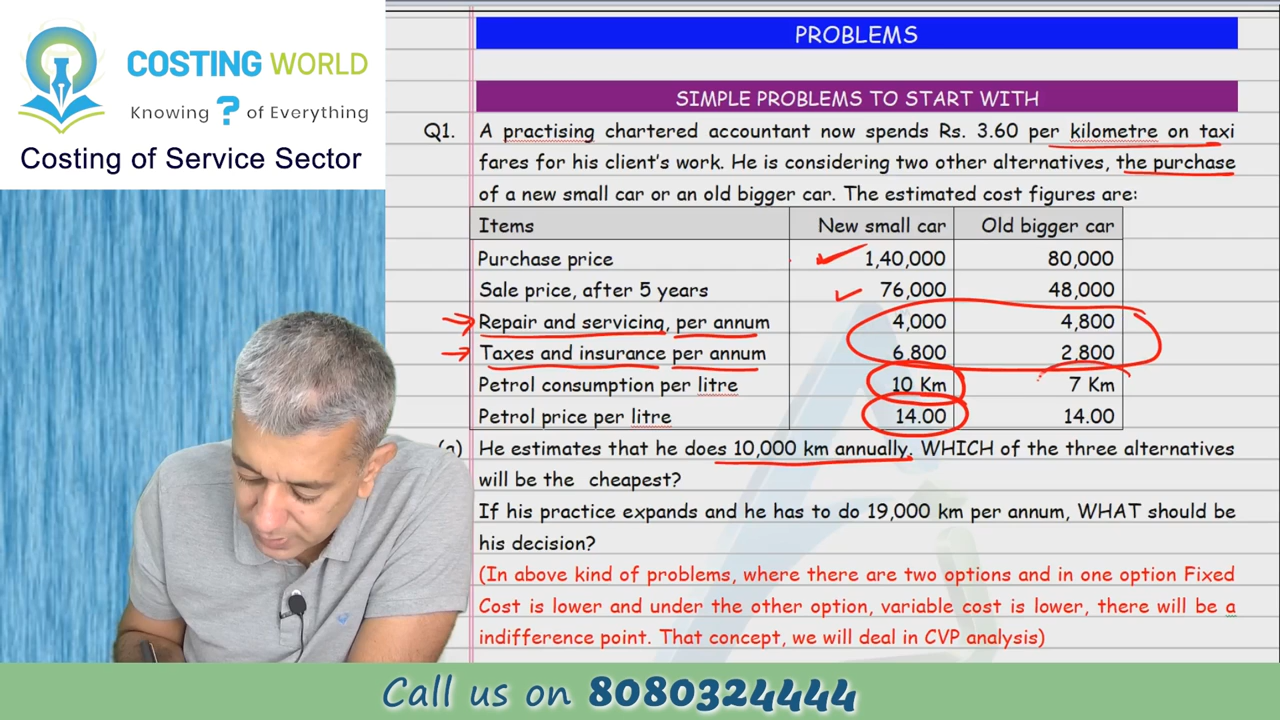 COSTING WORLD
Knowing ? of Everything
Costing of Service Sector
PROBLEMS
SIMPLE PROBLEMS TO START WITH
Q1. A practising chartered accountant now spends Rs. 3.60 per kilometre on taxi
fares for his client's work. He is considering two other alternatives, the purchase
of a new small car or an old bigger car. The estimated cost figures are:
Items New small car Old bigger car
Purchase price 1,40,000 80,000
Sale price, after 5 years 76,000 48,000
Repair and servicing, per annum 4,000 4,800
Taxes and insurance per annum 6,800 2,800
Petrol consumption per litre 10 Km 7 Km
Petrol price per litre 14.00 14.00
He estimates that he does 10,000 km annually. WHICH of the three alternatives
will be the cheapest?
If his practice expands and he has to do 19,000 km per annum, WHAT should be
his decision?
(In above kind of problems, where there are two options and in one option Fixed
Cost is lower and under the other option, variable cost is lower, there will be a
indifference point. That concept, we will deal in CVP analysis)
Call us on 8080324444